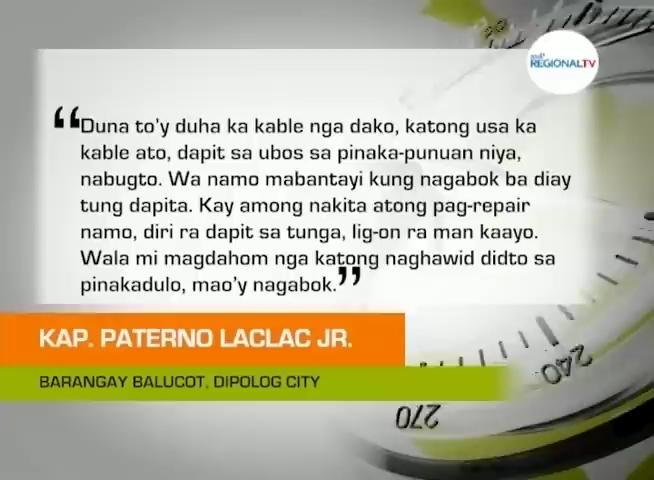 REGIONALTV
“Duna to'y duha ka kable nga dako, katong usa ka
kable ato, dapit sa ubos sa pinaka-punuan niya,
nabugto. Wa namo mabantayi kung nagabok ba diay
tung dapita. Kay among nakita atong pag-repair
namo, diri ra dapit sa tunga, lig-on ra man kaayo.
Wala mi magdahom nga katong naghawid didto sa
pinakadulo, mao'y nagabok.”
KAP. PATERNO LACLAC JR.
BARANGAY BALUCOT, DIPOLOG CITY
240
270